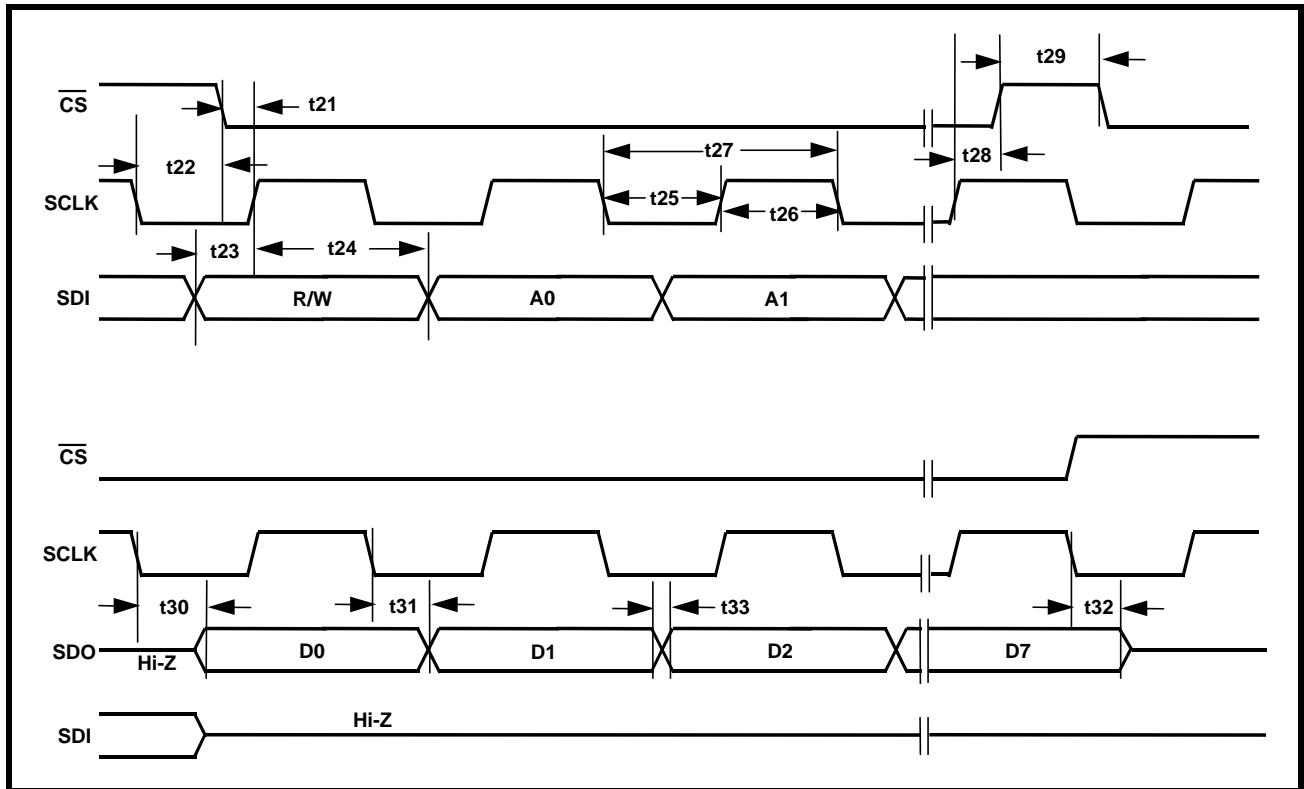 t29
CS
t21
t27
t22
t28
SCLK
t25
t26
t23
t24
SDI
R/W
A0
A1
CS
SCLK
t30
t31
t33
t32
SDO
Hi-Z
D0
D1
D2
D7
Hi-Z
SDI